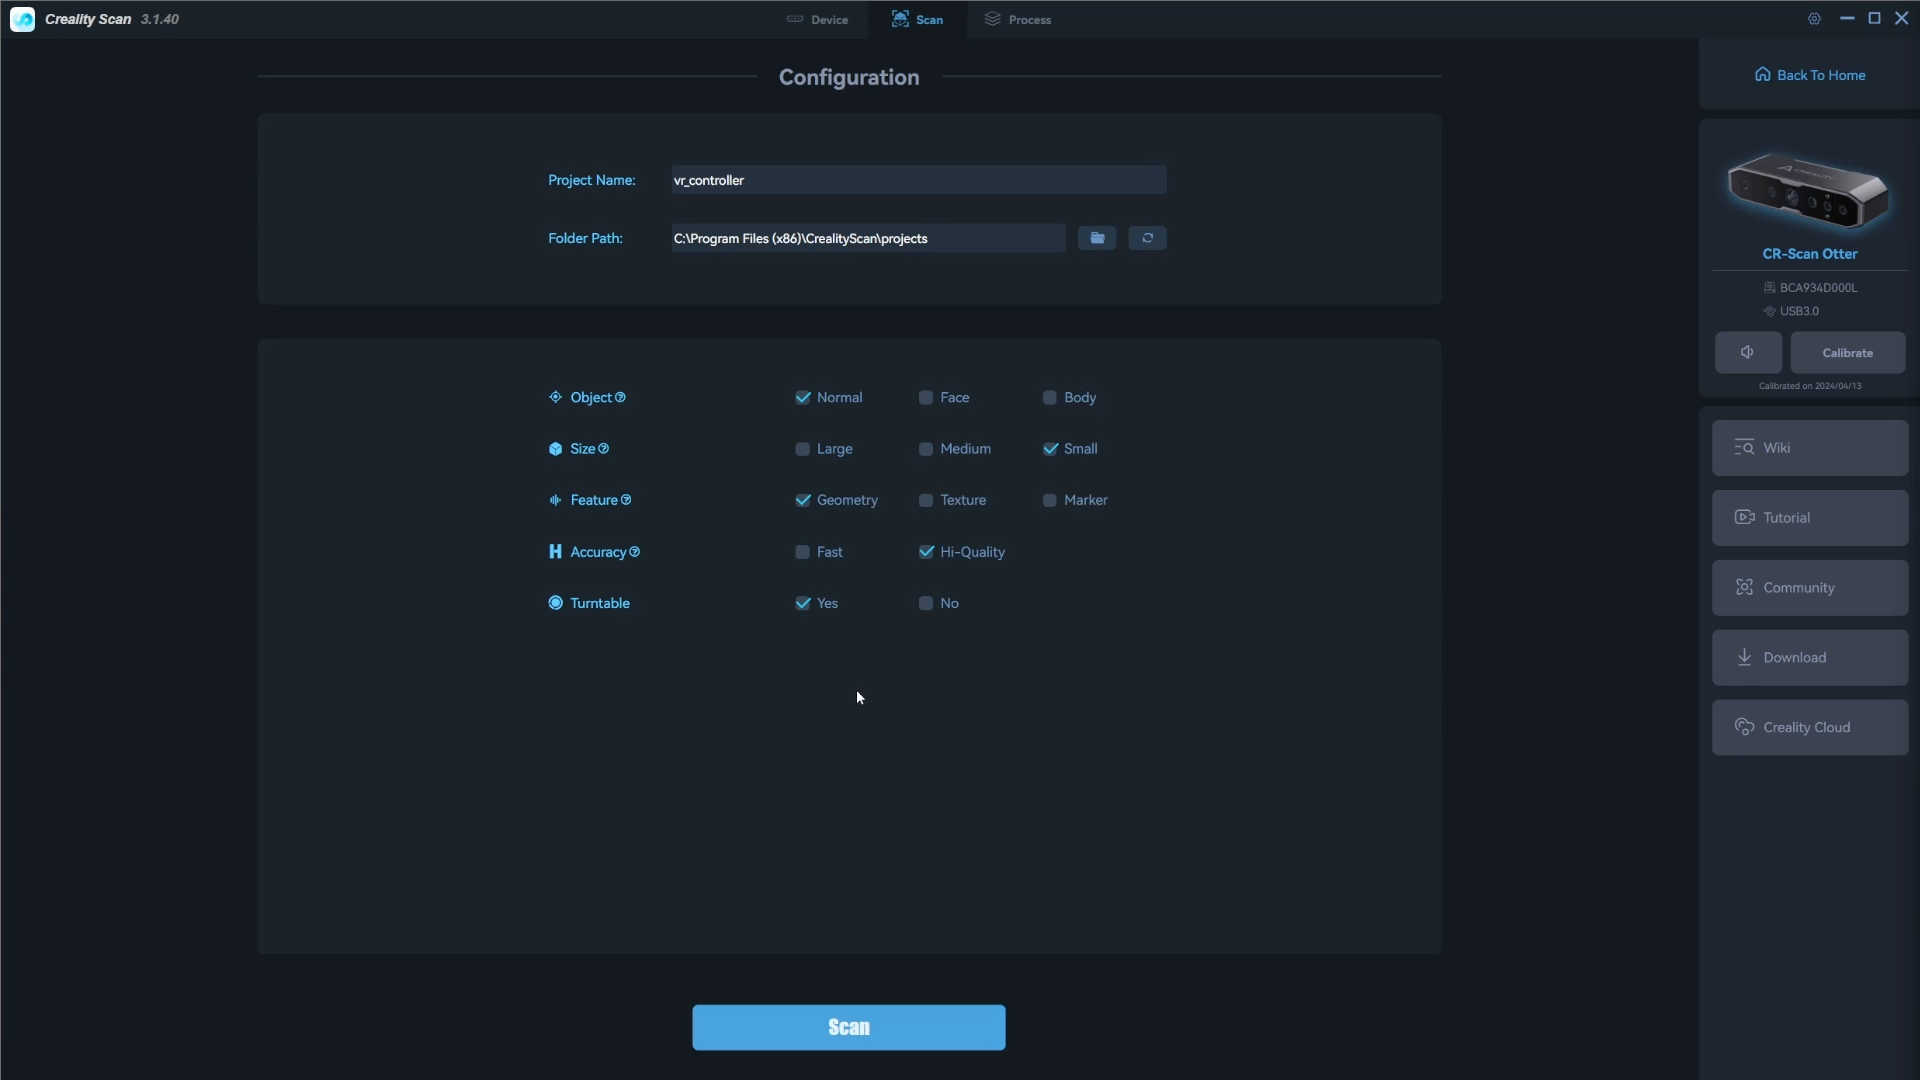 Creality Scan 3.1.40
Device
Scan
Process
Configuration
Back To Home
Project Name:
vr_controller
Folder Path:
C:\Program Files (x86)\CrealityScan\projects
CREALITY
CR-Scan Otter
BCA934D000L
USB3.0
Calibrate
Calibrated on 2024/04/13
Object
Normal
Face
Body
Size
Large
Medium
Small
Feature
Geometry
Texture
Marker
Accuracy
Fast
Hi-Quality
Turntable
Yes
No
Wiki
Tutorial
Community
Download
Creality Cloud
Scan